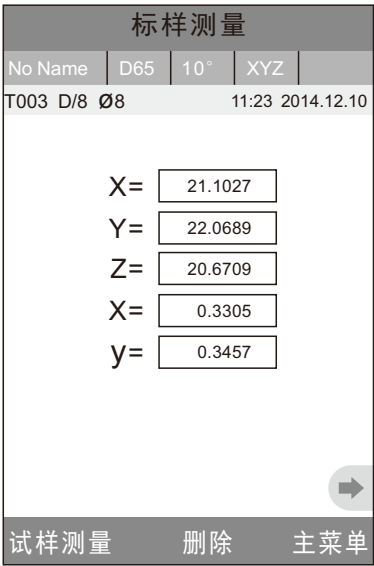 标样测量
No Name D65 10° XYZ
T003 D/8 Ø8 11:23 2014.12.10
X= 21.1027
Y= 22.0689
Z= 20.6709
X= 0.3305
y= 0.3457
试样测量 删除 主菜单